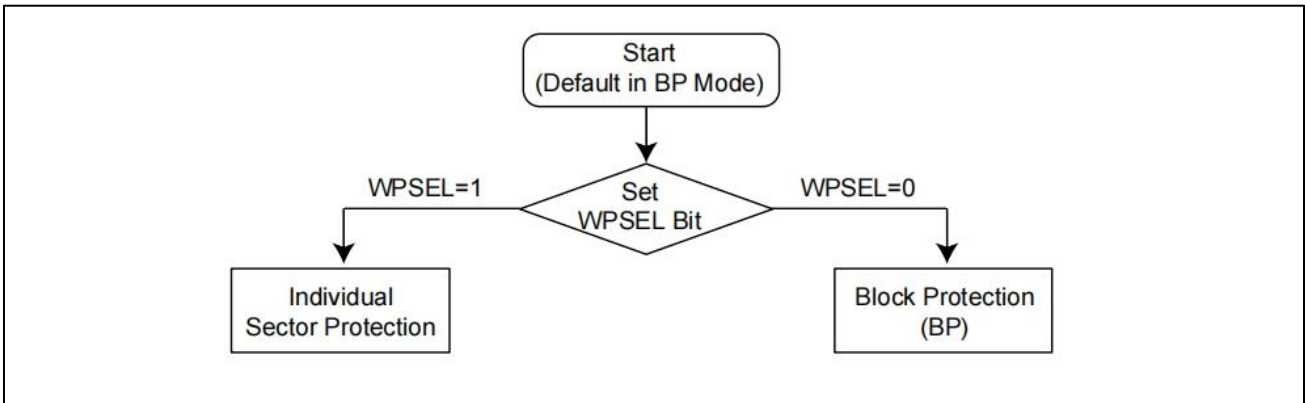 Start
(Default in BP Mode)
WPSEL=1
Set
WPSEL Bit
WPSEL=0
Individual
Sector Protection
Block Protection
(BP)